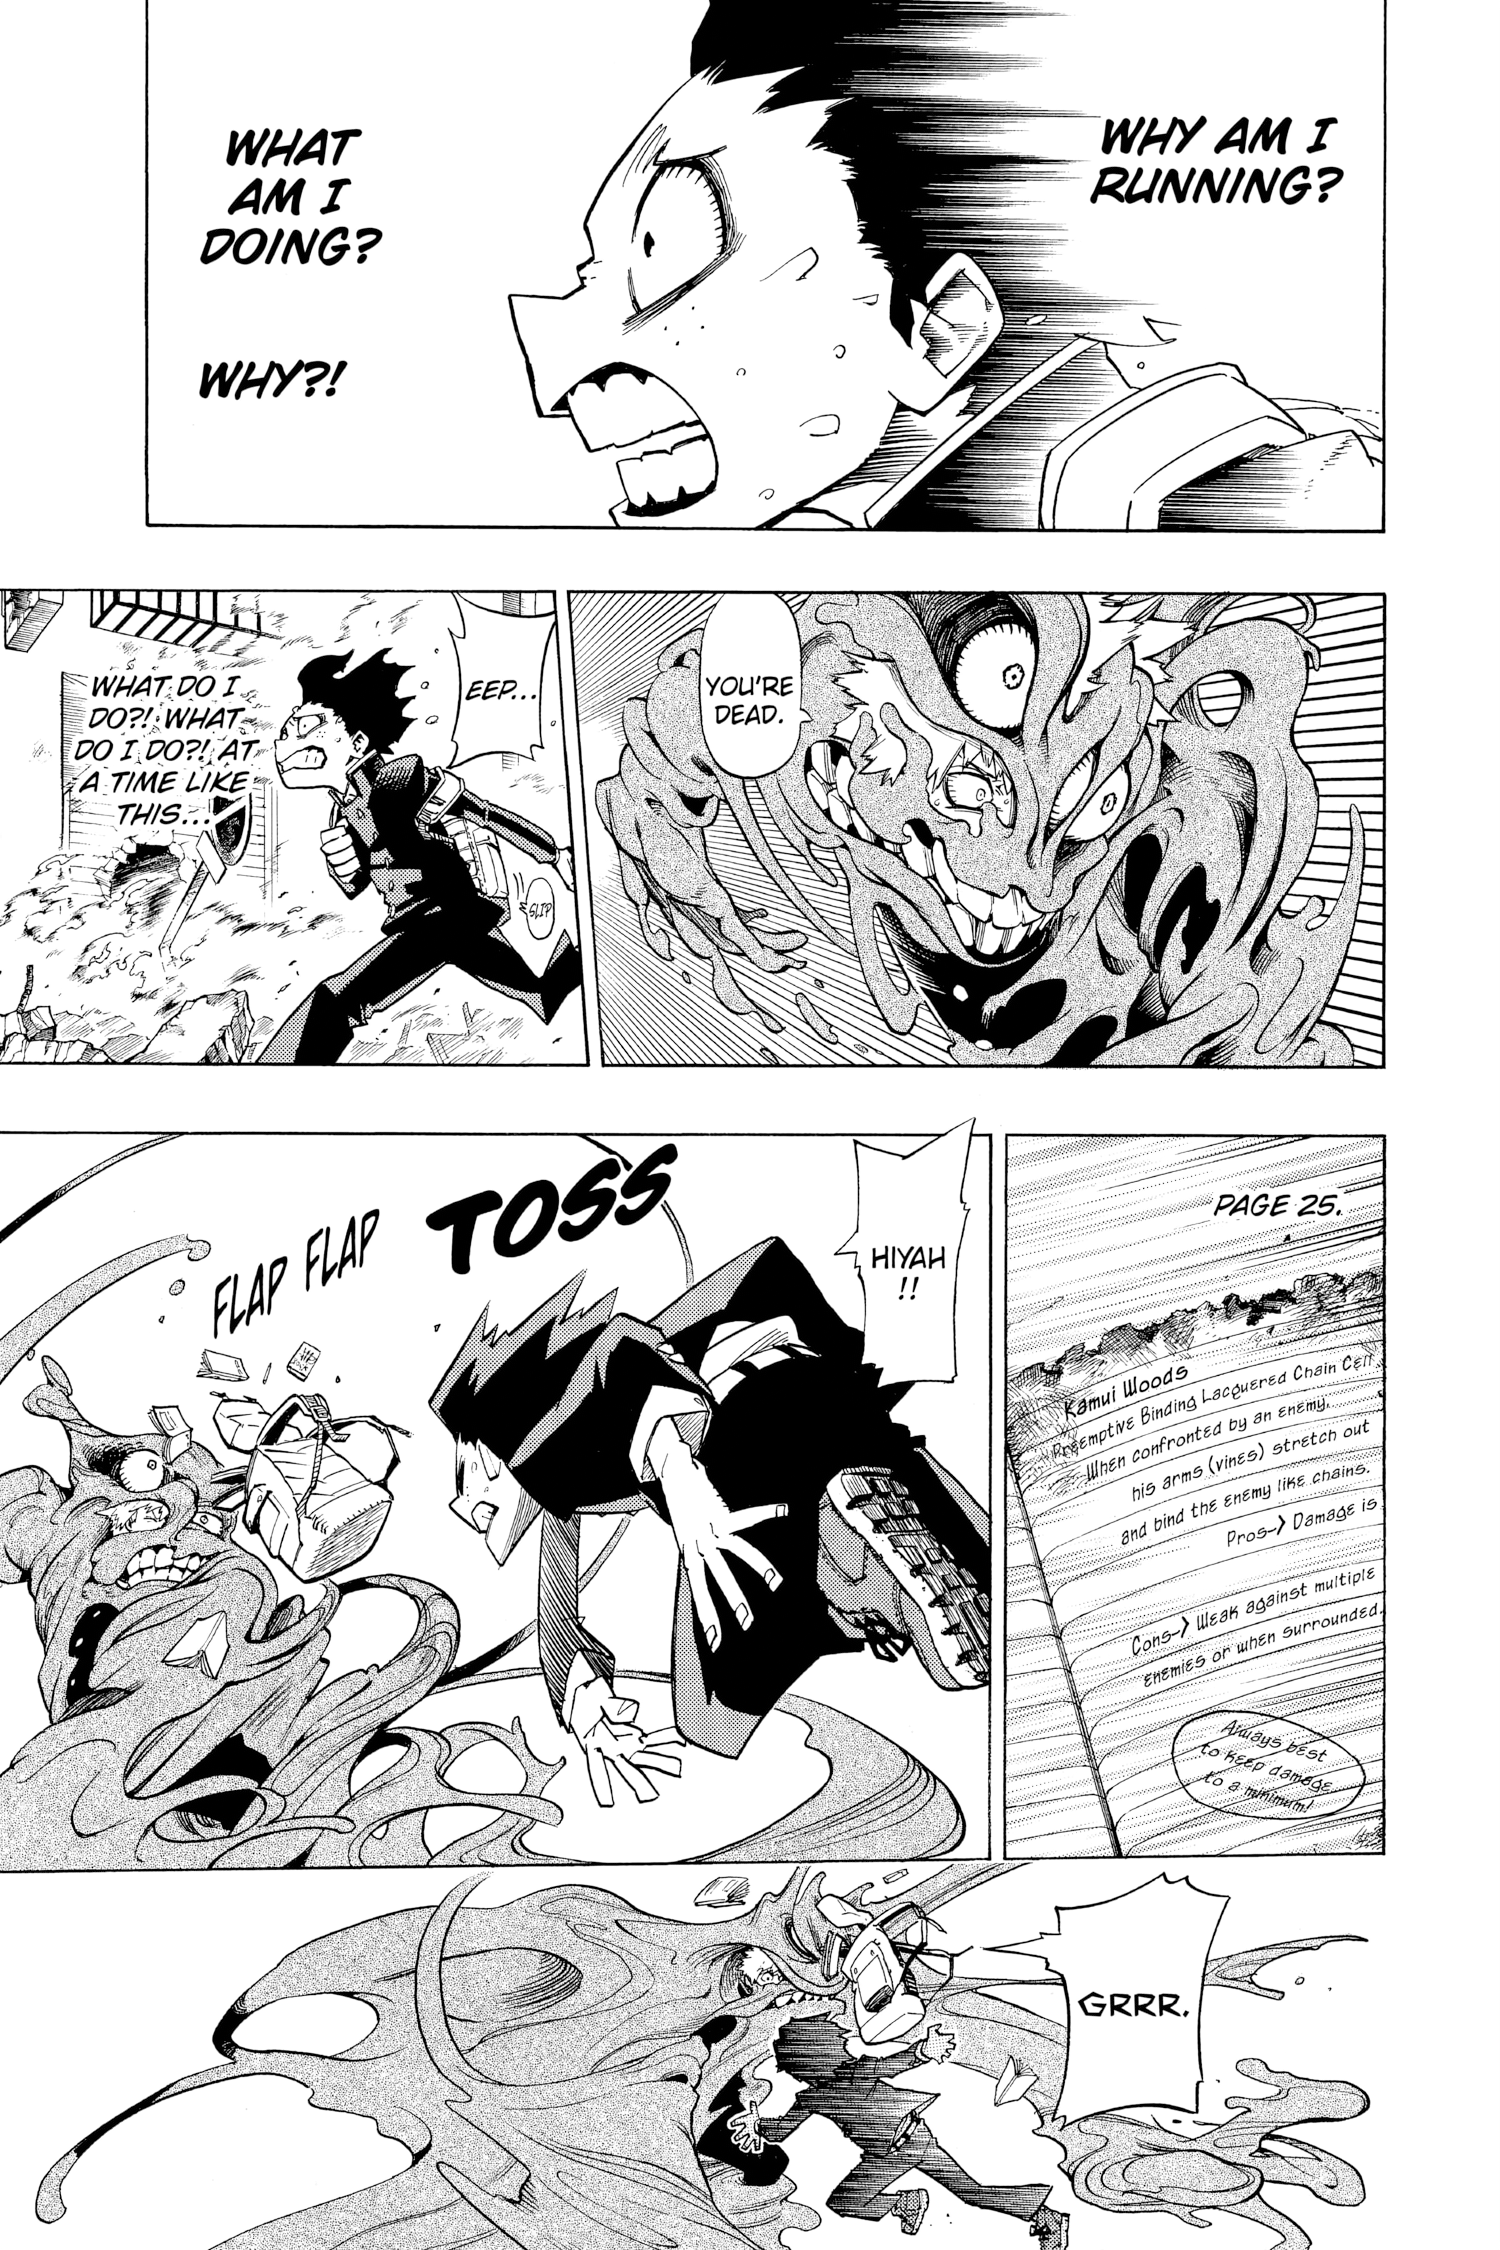 WHY AM I
RUNNING?
WHAT
AM I
DOING?
WHY?!
YOU'RE
DEAD.
EEP...
WHAT DO I
DO?! WHAT
DO I DO?! AT
A TIME LIKE
THIS...
SLIP
PAGE 25.
Kamui Woods
Preemptive Binding Lacquered Chain Cell
When confronted by an enemy,
his arms (vines) stretch out
and bind the enemy like chains.
Pros-> Damage is
Cons-> Weak against multiple
enemies or when surrounded.
Always best
to keep damage
to a minimum!
HIYAH
!!
TOSS
FLAP FLAP
GRRR.